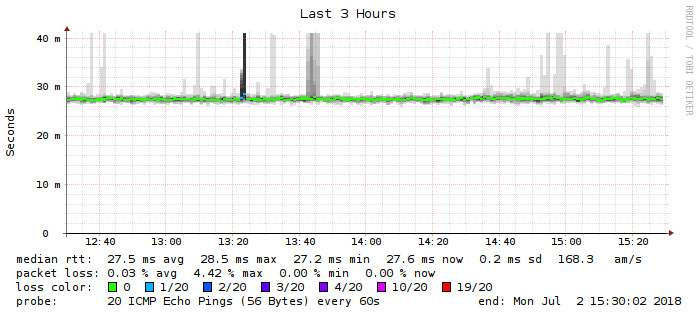 Last 3 Hours
RRDTOOL / TOBI OETIKER
Seconds
40 m
30 m
20 m
10 m
0
12:40 13:00 13:20 13:40 14:00 14:20 14:40 15:00 15:20
median rtt: 27.5 ms avg 28.5 ms max 27.2 ms min 27.6 ms now 0.2 ms sd 168.3 am/s
packet loss: 0.03 % avg 4.42 % max 0.00 % min 0.00 % now
loss color: 0 1/20 2/20 3/20 4/20 10/20 19/20
probe: 20 ICMP Echo Pings (56 Bytes) every 60s end: Mon Jul 2 15:30:02 2018